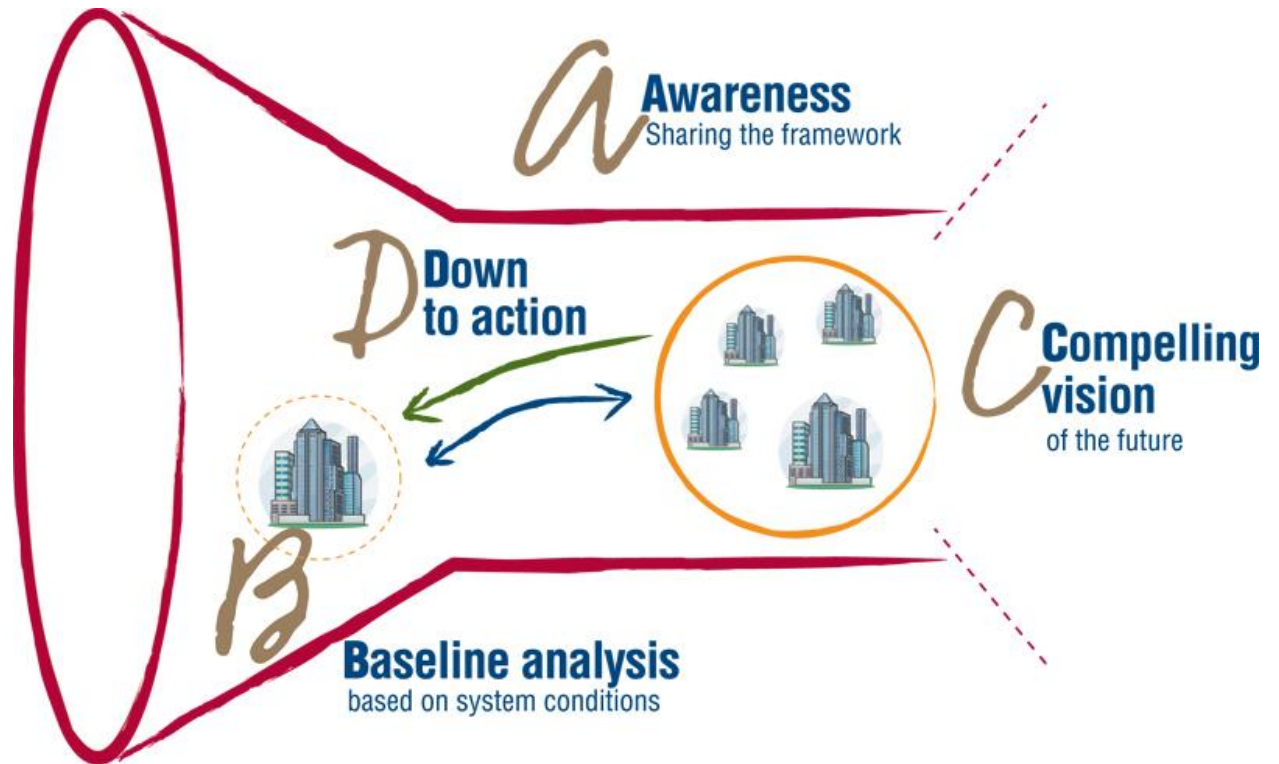 A
Awareness
Sharing the framework
D
Down
to action
C
Compelling
vision
of the future
B
Baseline analysis
based on system conditions